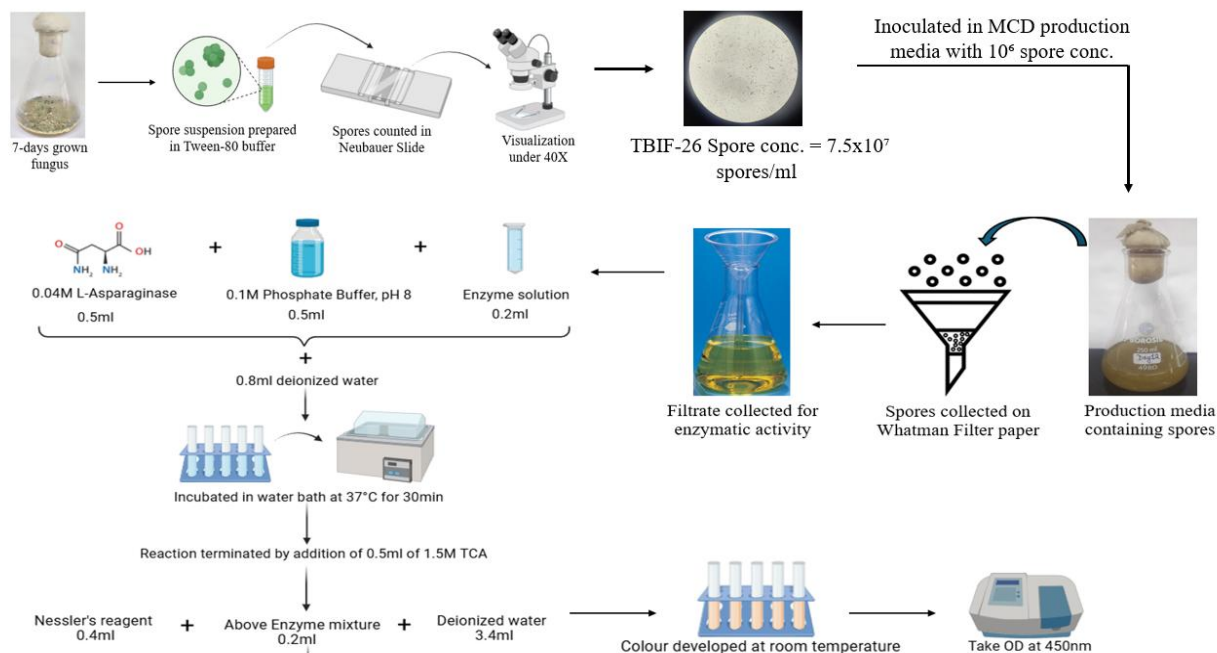 7-days grown
fungus
Spore suspension prepared
in Tween-80 buffer
Spores counted in
Neubauer Slide
Visualization
under 40X
TBIF-26 Spore conc. = 7.5x10⁷
spores/ml
Inoculated in MCD production
media with 10⁶ spore conc.
O
O
OH
NH₂
NH₂
0.04M L-Asparaginase
0.5ml
+
0.1M Phosphate Buffer, pH 8
0.5ml
+
Enzyme solution
0.2ml
Filtrate collected for
enzymatic activity
Spores collected on
Whatman Filter paper
Production media
containing spores
+
0.8ml deionized water
Incubated in water bath at 37°C for 30min
Reaction terminated by addition of 0.5ml of 1.5M TCA
Nessler's reagent
0.4ml
+
Above Enzyme mixture
0.2ml
+
Deionized water
3.4ml
Colour developed at room temperature
Take OD at 450nm